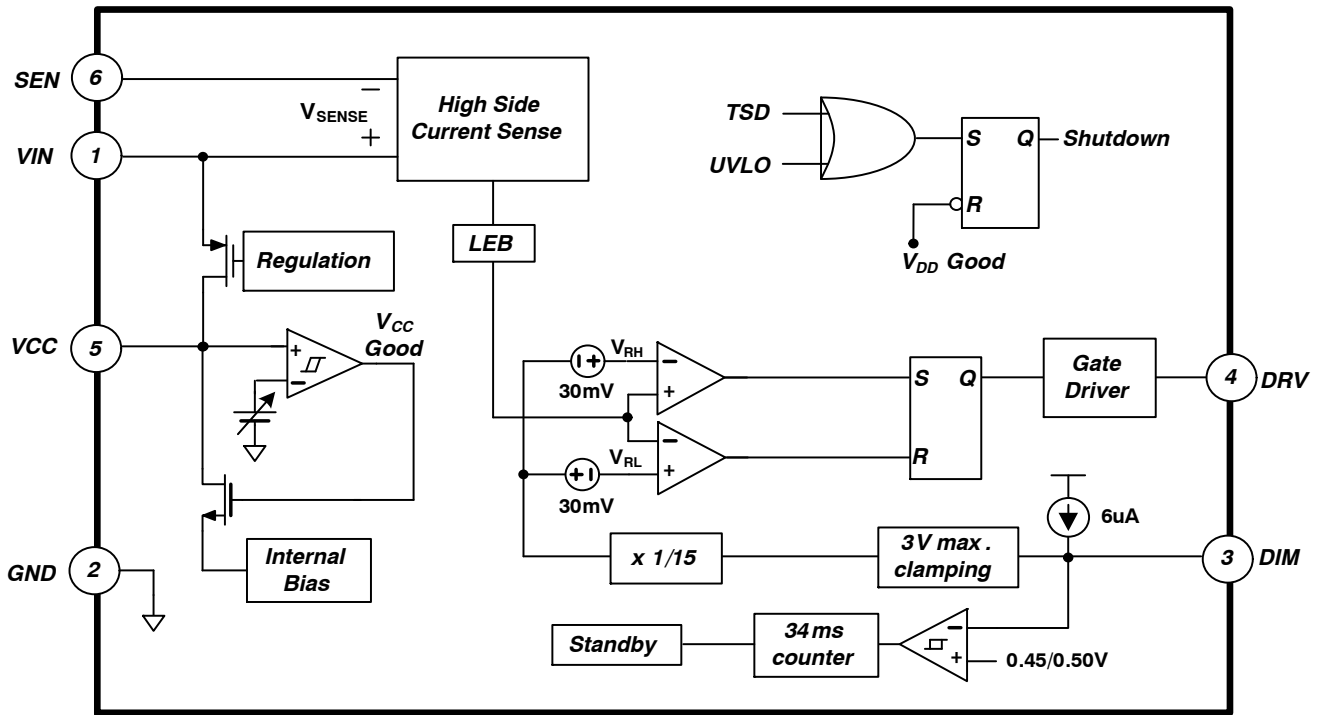 SEN 6
− 
V_SENSE
+
High Side
Current Sense
VIN 1
TSD
UVLO
S Q Shutdown
R
V_DD Good
LEB
Regulation
VCC 5
V_CC
Good
+
−
V_RH
30mV
−
+
V_RL
30mV
−
+
S Q
R
Gate
Driver
4 DRV
6uA
GND 2
Internal
Bias
x 1/15
3V max.
clamping
3 DIM
Standby
34ms
counter
−
+
0.45/0.50V